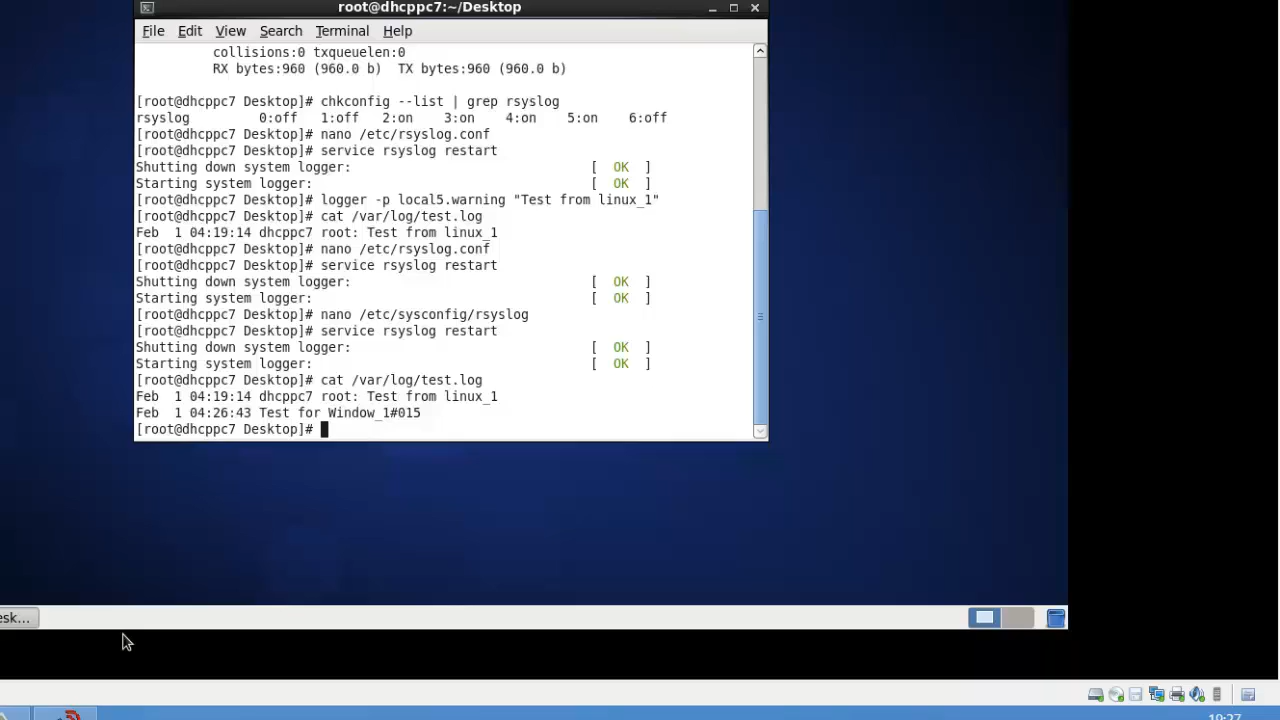 root@dhcppc7:~/Desktop
File Edit View Search Terminal Help
collisions:0 txqueuelen:0
RX bytes:960 (960.0 b)  TX bytes:960 (960.0 b)
[root@dhcppc7 Desktop]# chkconfig --list | grep rsyslog
rsyslog 0:off 1:off 2:on 3:on 4:on 5:on 6:off
[root@dhcppc7 Desktop]# nano /etc/rsyslog.conf
[root@dhcppc7 Desktop]# service rsyslog restart
Shutting down system logger: [ OK ]
Starting system logger: [ OK ]
[root@dhcppc7 Desktop]# logger -p local5.warning "Test from linux_1"
[root@dhcppc7 Desktop]# cat /var/log/test.log
Feb  1 04:19:14 dhcppc7 root: Test from linux_1
[root@dhcppc7 Desktop]# nano /etc/rsyslog.conf
[root@dhcppc7 Desktop]# service rsyslog restart
Shutting down system logger: [ OK ]
Starting system logger: [ OK ]
[root@dhcppc7 Desktop]# nano /etc/sysconfig/rsyslog
[root@dhcppc7 Desktop]# service rsyslog restart
Shutting down system logger: [ OK ]
Starting system logger: [ OK ]
[root@dhcppc7 Desktop]# cat /var/log/test.log
Feb  1 04:19:14 dhcppc7 root: Test from linux_1
Feb  1 04:26:43 Test for Window_1#015
[root@dhcppc7 Desktop]#
esk...
10:27